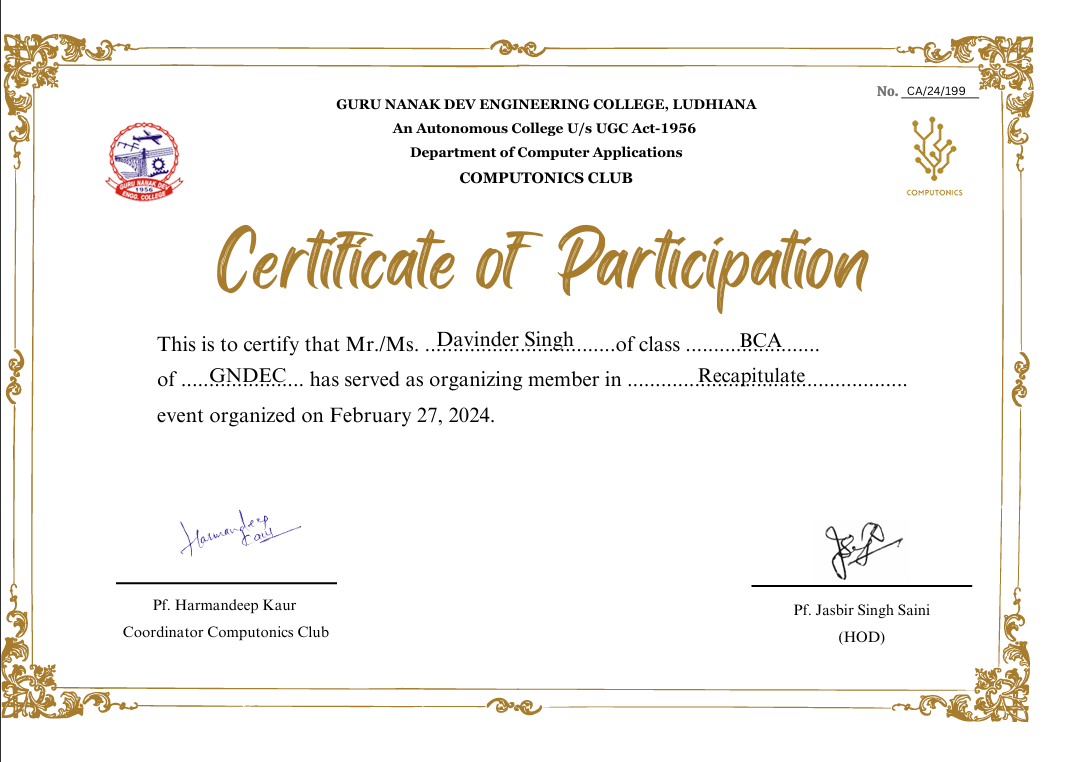 No. CA/24/199
GURU NANAK DEV ENGINEERING COLLEGE, LUDHIANA
An Autonomous College U/s UGC Act-1956
Department of Computer Applications
COMPUTONICS CLUB
GURU NANAK DEV
1956
ENGG. COLLEGE
COMPUTONICS
Certificate of Participation
This is to certify that Mr./Ms. ..Davinder Singh.......of class ..........BCA.......
of .....GNDEC... has served as organizing member in .............Recapitulate...................
event organized on February 27, 2024.
Harmandeep
Kaur
Pf. Harmandeep Kaur
Coordinator Computonics Club
Pf. Jasbir Singh Saini
(HOD)